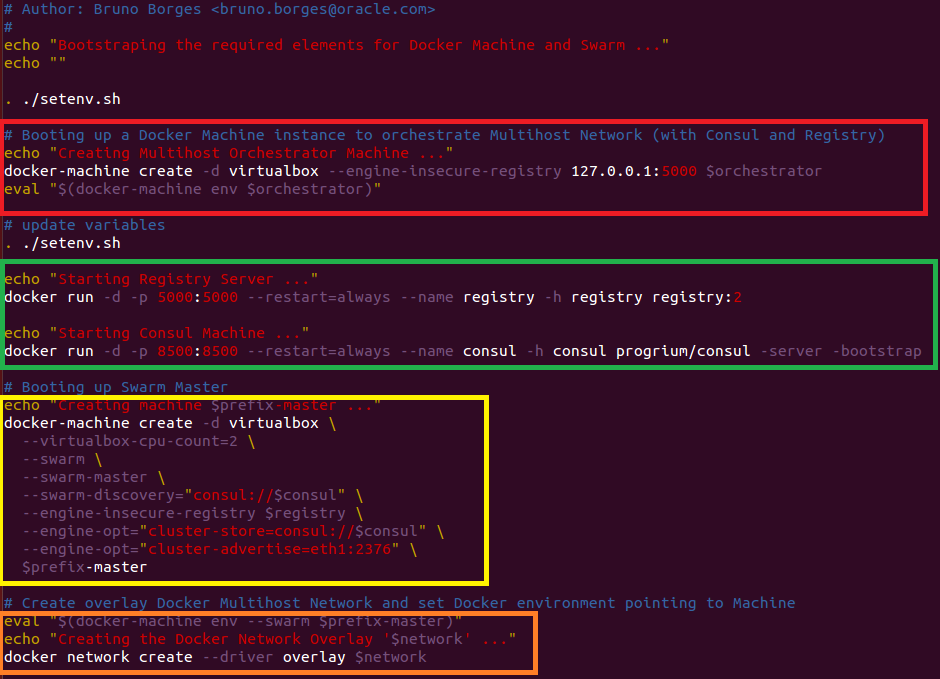 # Author: Bruno Borges <bruno.borges@oracle.com>
#
echo "Bootstraping the required elements for Docker Machine and Swarm ..."
echo ""
. ./setenv.sh
# Booting up a Docker Machine instance to orchestrate Multihost Network (with Consul and Registry)
echo "Creating Multihost Orchestrator Machine ..."
docker-machine create -d virtualbox --engine-insecure-registry 127.0.0.1:5000 $orchestrator
eval "$(docker-machine env $orchestrator)"
# update variables
. ./setenv.sh
echo "Starting Registry Server ..."
docker run -d -p 5000:5000 --restart=always --name registry -h registry registry:2
echo "Starting Consul Machine ..."
docker run -d -p 8500:8500 --restart=always --name consul -h consul progrium/consul -server -bootstrap
# Booting up Swarm Master
echo "Creating machine $prefix-master ..."
docker-machine create -d virtualbox \
  --virtualbox-cpu-count=2 \
  --swarm \
  --swarm-master \
  --swarm-discovery="consul://$consul" \
  --engine-insecure-registry $registry \
  --engine-opt="cluster-store=consul://$consul" \
  --engine-opt="cluster-advertise=eth1:2376" \
  $prefix-master
# Create overlay Docker Multihost Network and set Docker environment pointing to Machine
eval "$(docker-machine env --swarm $prefix-master)"
echo "Creating the Docker Network Overlay '$network' ..."
docker network create --driver overlay $network